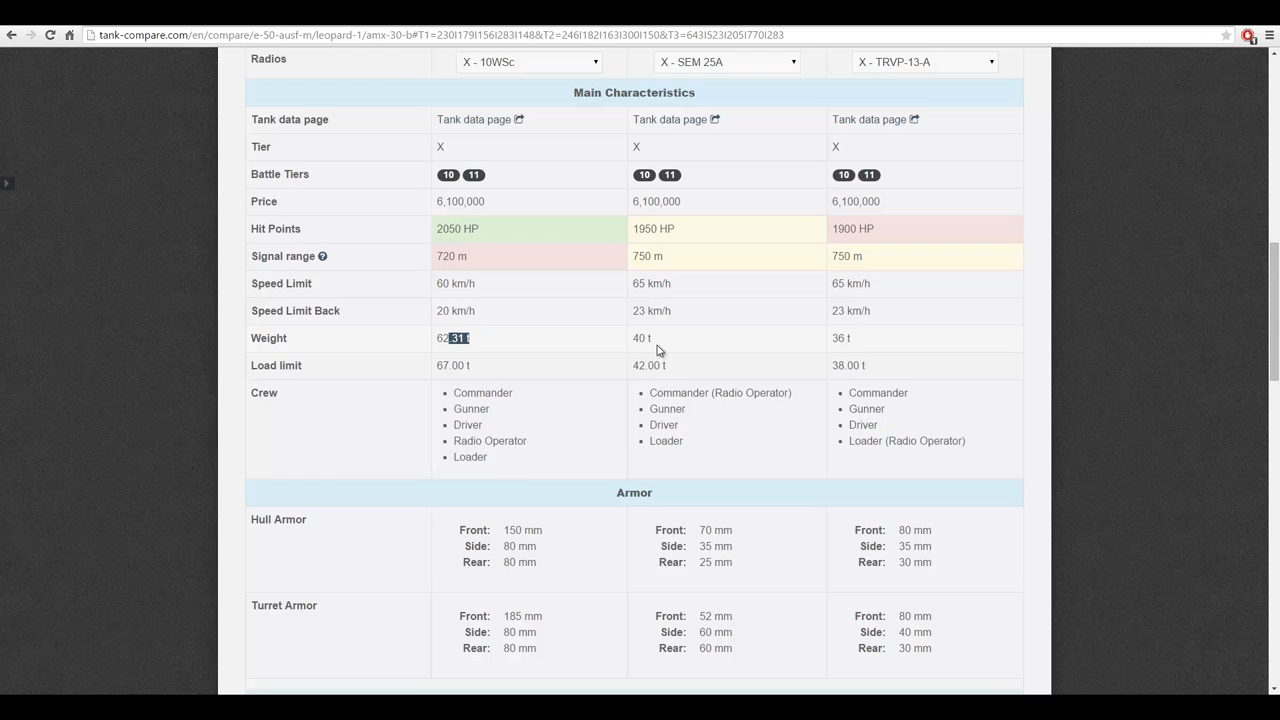 tank-compare.com/en/compare/e-50-ausf-m/leopard-1/amx-30-b#T1=230l179l156l283l148&T2=246l182l163l300l150&T3=643l523l205l770l283
Radios X - 10WSc X - SEM 25A X - TRVP-13-A
Main Characteristics
Tank data page Tank data page Tank data page Tank data page
Tier X X X
Battle Tiers 10 11 10 11 10 11
Price 6,100,000 6,100,000 6,100,000
Hit Points 2050 HP 1950 HP 1900 HP
Signal range ? 720 m 750 m 750 m
Speed Limit 60 km/h 65 km/h 65 km/h
Speed Limit Back 20 km/h 23 km/h 23 km/h
Weight 62.31 t 40 t 36 t
Load limit 67.00 t 42.00 t 38.00 t
Crew • Commander • Commander (Radio Operator) • Commander
• Gunner • Gunner • Gunner
• Driver • Driver • Driver
• Radio Operator • Loader • Loader (Radio Operator)
• Loader
Armor
Hull Armor
Front: 150 mm Front: 70 mm Front: 80 mm
Side: 80 mm Side: 35 mm Side: 35 mm
Rear: 80 mm Rear: 25 mm Rear: 30 mm
Turret Armor
Front: 185 mm Front: 52 mm Front: 80 mm
Side: 80 mm Side: 60 mm Side: 40 mm
Rear: 80 mm Rear: 60 mm Rear: 30 mm